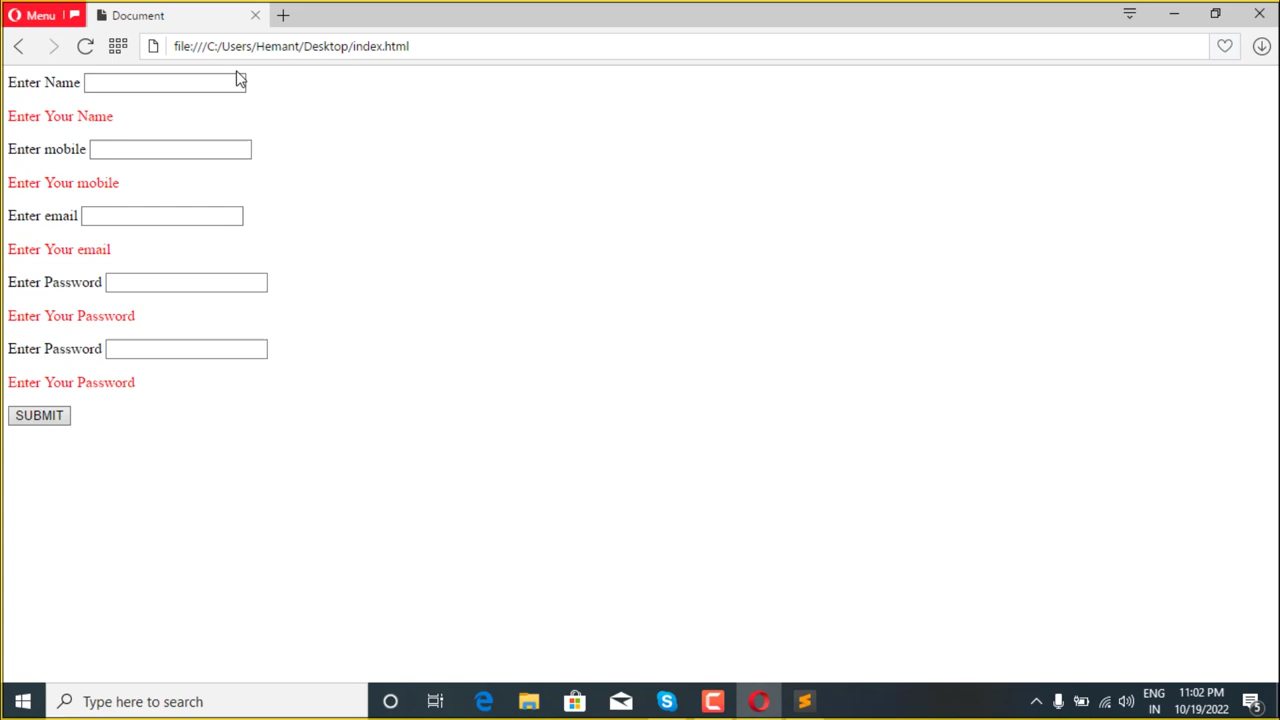 Menu
Document
file:///C:/Users/Hemant/Desktop/index.html
Enter Name
Enter Your Name
Enter mobile
Enter Your mobile
Enter email
Enter Your email
Enter Password
Enter Your Password
Enter Password
Enter Your Password
SUBMIT
Type here to search
ENG
IN
11:02 PM
10/19/2022
5